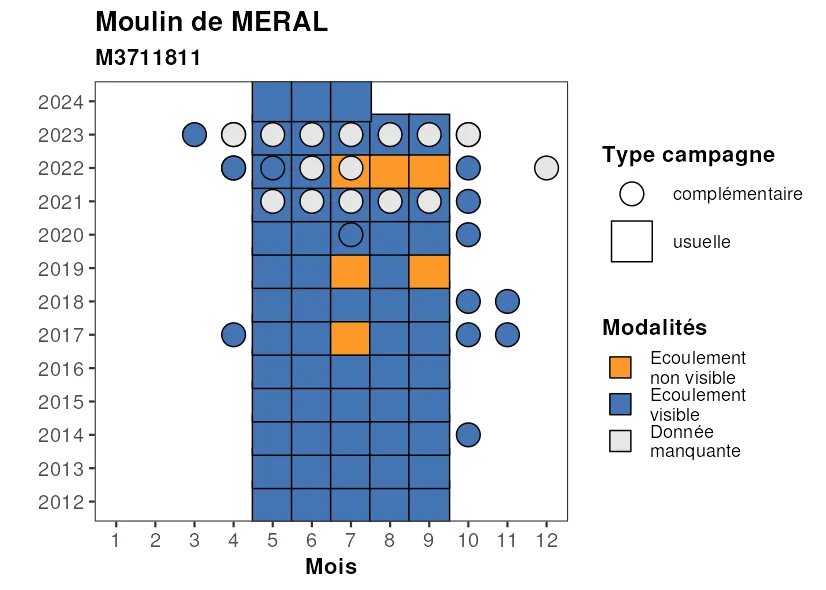 Moulin de MERAL
M3711811
2024
2023
2022
2021
2020
2019
2018
2017
2016
2015
2014
2013
2012
1 2 3 4 5 6 7 8 9 10 11 12
Mois
Type campagne
complémentaire
usuelle
Modalités
Ecoulement
non visible
Ecoulement
visible
Donnée
manquante